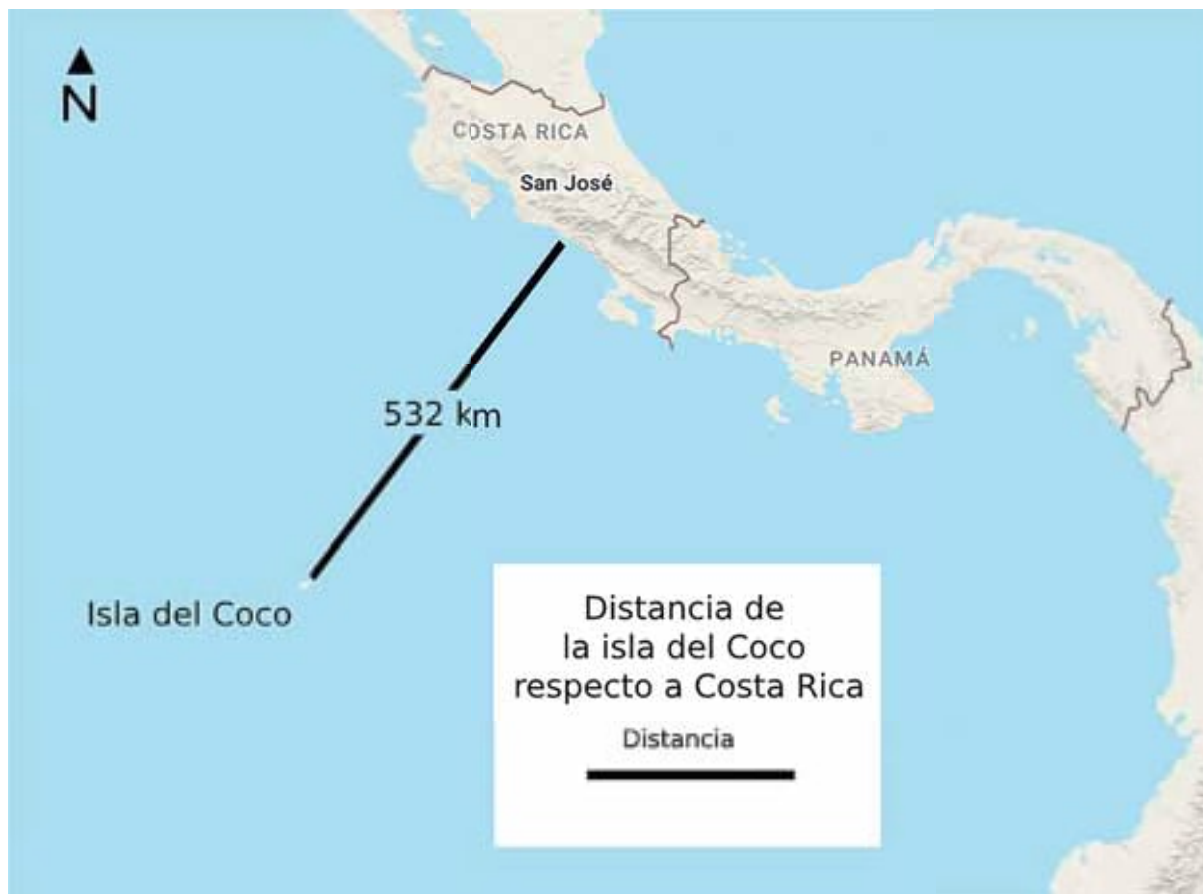 N
COSTA RICA
San José
532 km
PANAMÁ
Isla del Coco
Distancia de
la isla del Coco
respecto a Costa Rica
Distancia